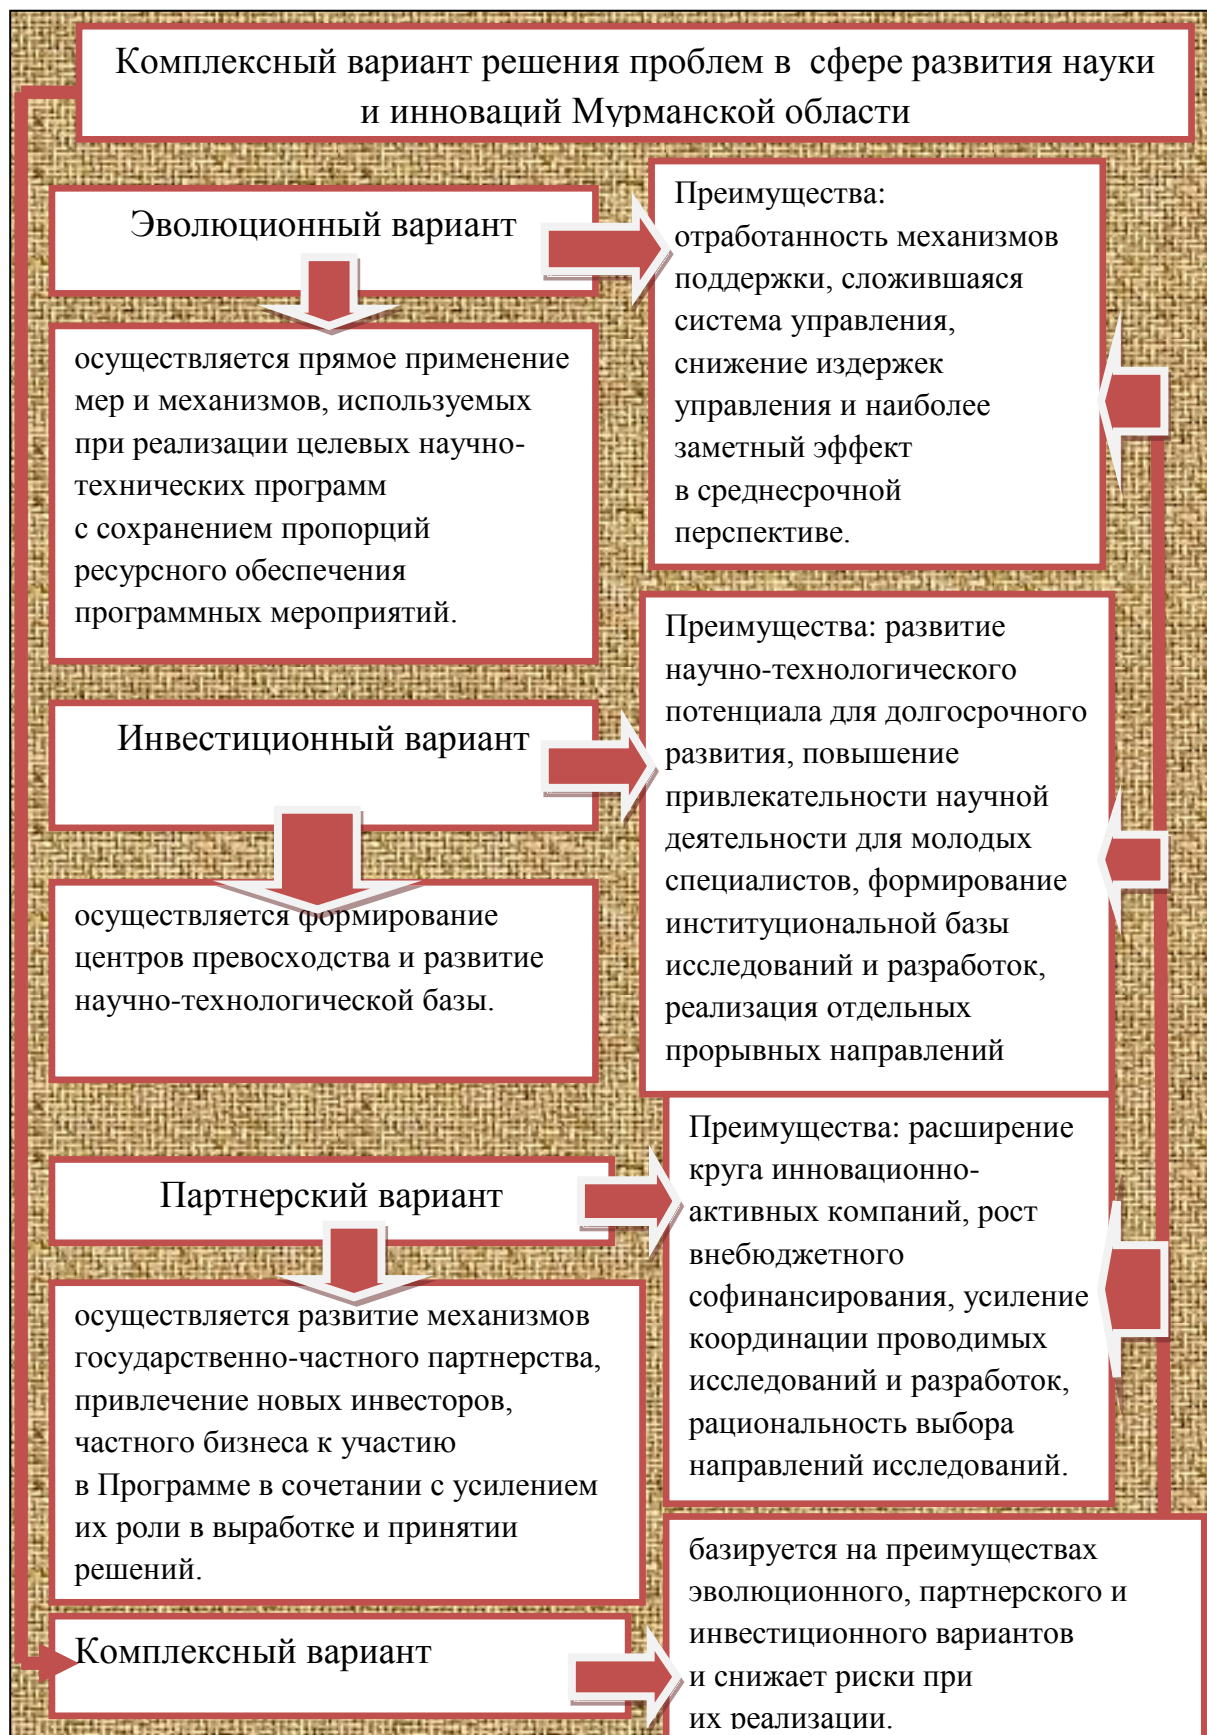 Комплексный вариант решения проблем в сфере развития науки
и инноваций Мурманской области
Эволюционный вариант
Преимущества:
отработанность механизмов
поддержки, сложившаяся
система управления,
снижение издержек
управления и наиболее
заметный эффект
в среднесрочной
перспективе.
осуществляется прямое применение
мер и механизмов, используемых
при реализации целевых научно-
технических программ
с сохранением пропорций
ресурсного обеспечения
программных мероприятий.
Инвестиционный вариант
Преимущества: развитие
научно-технологического
потенциала для долгосрочного
развития, повышение
привлекательности научной
деятельности для молодых
специалистов, формирование
институциональной базы
исследований и разработок,
реализация отдельных
прорывных направлений
осуществляется формирование
центров превосходства и развитие
научно-технологической базы.
Партнерский вариант
Преимущества: расширение
круга инновационно-
активных компаний, рост
внебюджетного
софинансирования, усиление
координации проводимых
исследований и разработок,
рациональность выбора
направлений исследований.
осуществляется развитие механизмов
государственно-частного партнерства,
привлечение новых инвесторов,
частного бизнеса к участию
в Программе в сочетании с усилением
их роли в выработке и принятии
решений.
Комплексный вариант
базируется на преимуществах
эволюционного, партнерского и
инвестиционного вариантов
и снижает риски при
их реализации.